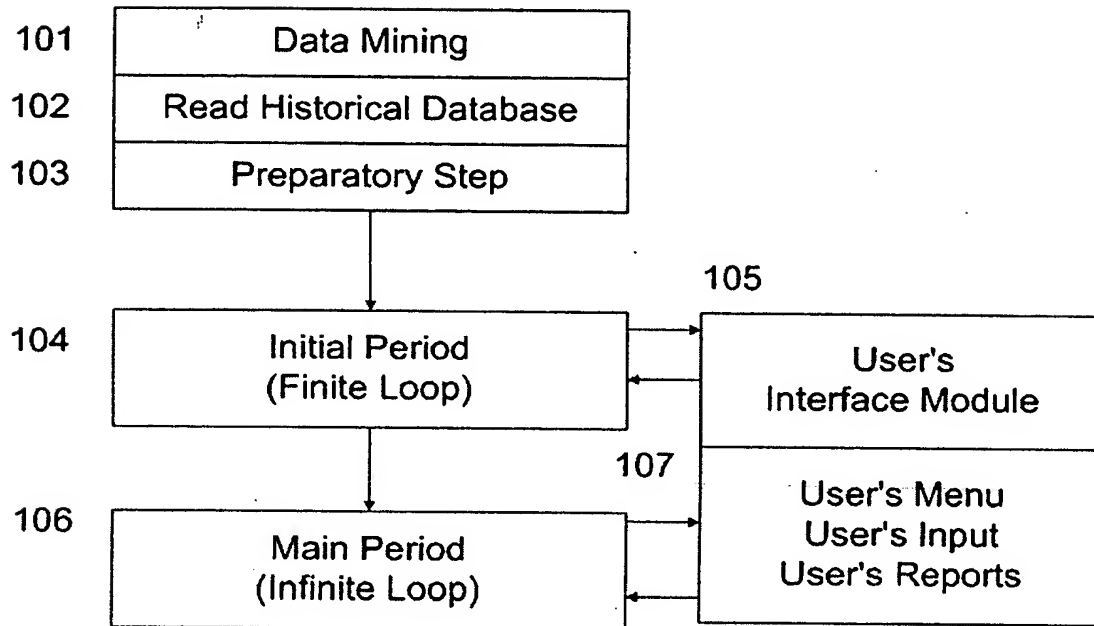 101 Data Mining
102 Read Historical Database
103 Preparatory Step
105
104 Initial Period
(Finite Loop)
User's
Interface Module
107
106 Main Period
(Infinite Loop)
User's Menu
User's Input
User's Reports